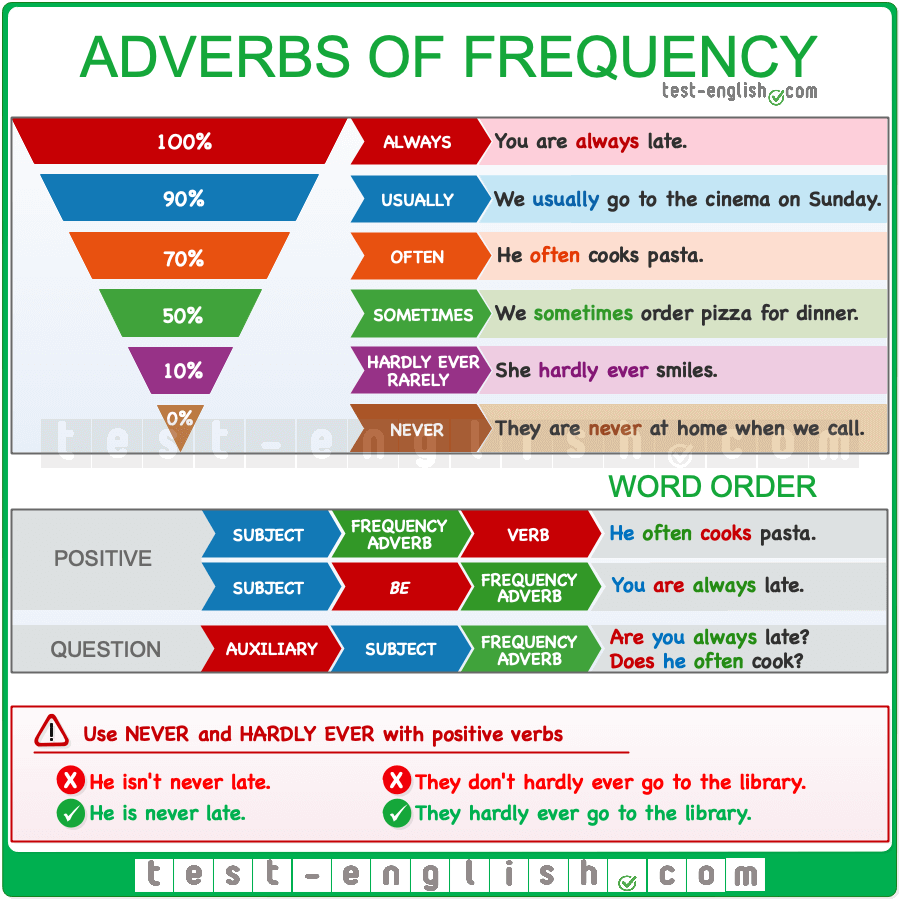 ADVERBS OF FREQUENCY
test-english.com
100% ALWAYS You are always late.
90% USUALLY We usually go to the cinema on Sunday.
70% OFTEN He often cooks pasta.
50% SOMETIMES We sometimes order pizza for dinner.
10% HARDLY EVER
RARELY She hardly ever smiles.
0% NEVER They are never at home when we call.
test-english.com
WORD ORDER
POSITIVE
SUBJECT FREQUENCY
ADVERB VERB He often cooks pasta.
SUBJECT BE FREQUENCY
ADVERB You are always late.
QUESTION AUXILIARY SUBJECT FREQUENCY
ADVERB
Are you always late?
Does he often cook?
! Use NEVER and HARDLY EVER with positive verbs
X He isn't never late.
✓ He is never late.
X They don't hardly ever go to the library.
✓ They hardly ever go to the library.
test-english.com